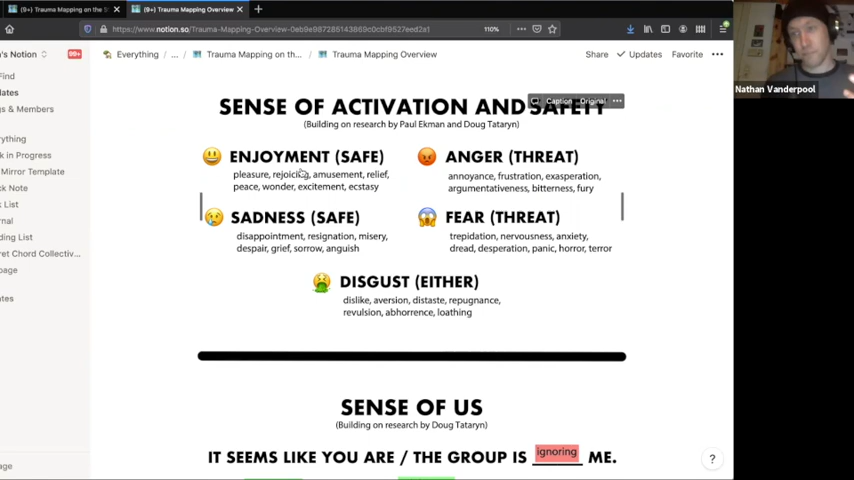 (9+) Trauma Mapping on the S
(9+) Trauma Mapping Overview
https://www.notion.so/Trauma-Mapping-Overview-0eb9e987285143869c0cbf9527eed2a1
110%
's Notion
99+
Everything / ... / Trauma Mapping on th... / Trauma Mapping Overview
Share
Updates
Favorite
Find
dates
gs & Members
rything
k in Progress
Mirror Template
ck Note
k List
rnal
ding List
ret Chord Collectiv...
page
ates
age
Caption Original
SENSE OF ACTIVATION AND SAFETY
(Building on research by Paul Ekman and Doug Tataryn)
ENJOYMENT (SAFE)
pleasure, rejoicing, amusement, relief,
peace, wonder, excitement, ecstasy
ANGER (THREAT)
annoyance, frustration, exasperation,
argumentativeness, bitterness, fury
SADNESS (SAFE)
disappointment, resignation, misery,
despair, grief, sorrow, anguish
FEAR (THREAT)
trepidation, nervousness, anxiety,
dread, desperation, panic, horror, terror
DISGUST (EITHER)
dislike, aversion, distaste, repugnance,
revulsion, abhorrence, loathing
SENSE OF US
(Building on research by Doug Tataryn)
IT SEEMS LIKE YOU ARE / THE GROUP IS ignoring ME.
?
Nathan Vanderpool